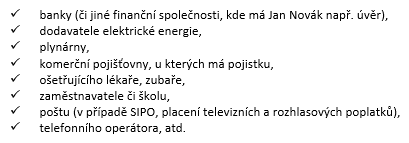 ✓ banky (či jiné finanční společnosti, kde má Jan Novák např. úvěr),
✓ dodavatele elektrické energie,
✓ plynárny,
✓ komerční pojišťovny, u kterých má pojistku,
✓ ošetřujícího lékaře, zubaře,
✓ zaměstnavatele či školu,
✓ poštu (v případě SIPO, placení televizních a rozhlasových poplatků),
✓ telefonního operátora, atd.